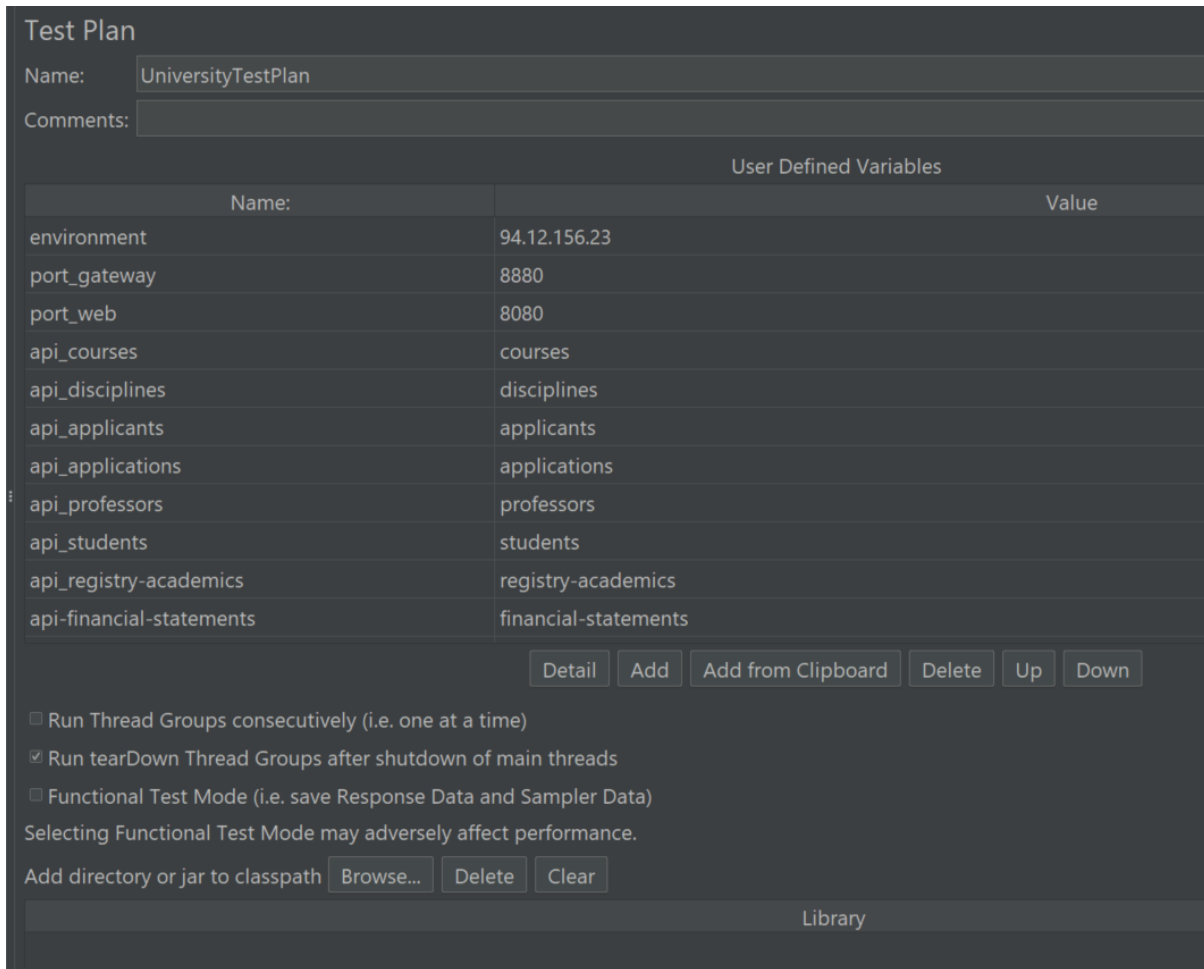 Test Plan
Name: UniversityTestPlan
Comments:
User Defined Variables
Name: Value
environment 94.12.156.23
port_gateway 8880
port_web 8080
api_courses courses
api_disciplines disciplines
api_applicants applicants
api_applications applications
api_professors professors
api_students students
api_registry-academics registry-academics
api-financial-statements financial-statements
Detail Add Add from Clipboard Delete Up Down
Run Thread Groups consecutively (i.e. one at a time)
Run tearDown Thread Groups after shutdown of main threads
Functional Test Mode (i.e. save Response Data and Sampler Data)
Selecting Functional Test Mode may adversely affect performance.
Add directory or jar to classpath Browse... Delete Clear
Library